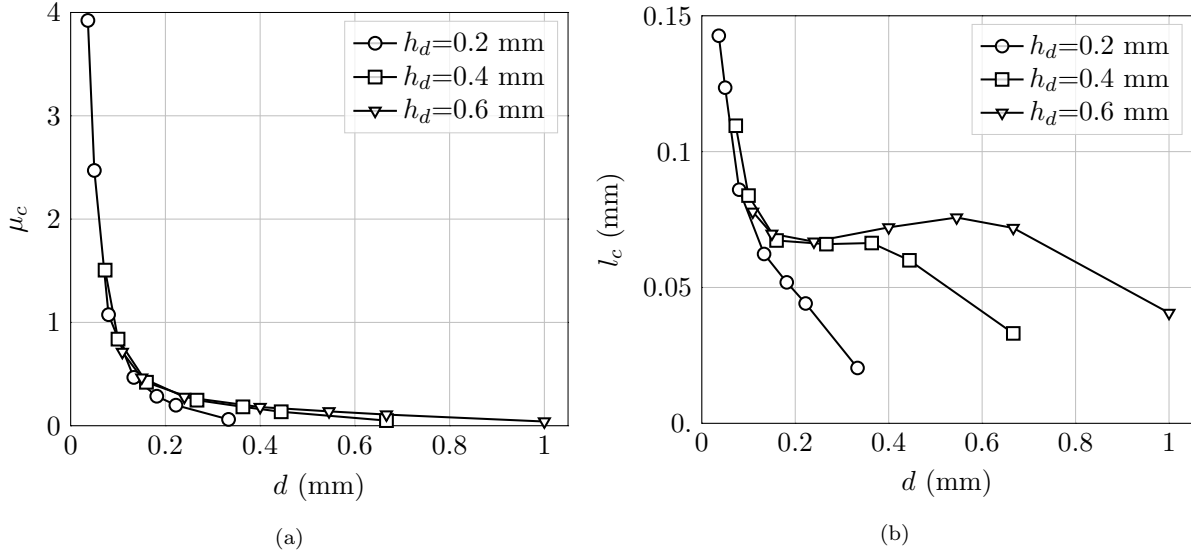 4
3
2
1
0
μ_c
h_d=0.2 mm
h_d=0.4 mm
h_d=0.6 mm
0 0.2 0.4 0.6 0.8 1
d (mm)
(a)
0.15
0.1
0.05
0.
l_c (mm)
h_d=0.2 mm
h_d=0.4 mm
h_d=0.6 mm
0 0.2 0.4 0.6 0.8 1
d (mm)
(b)